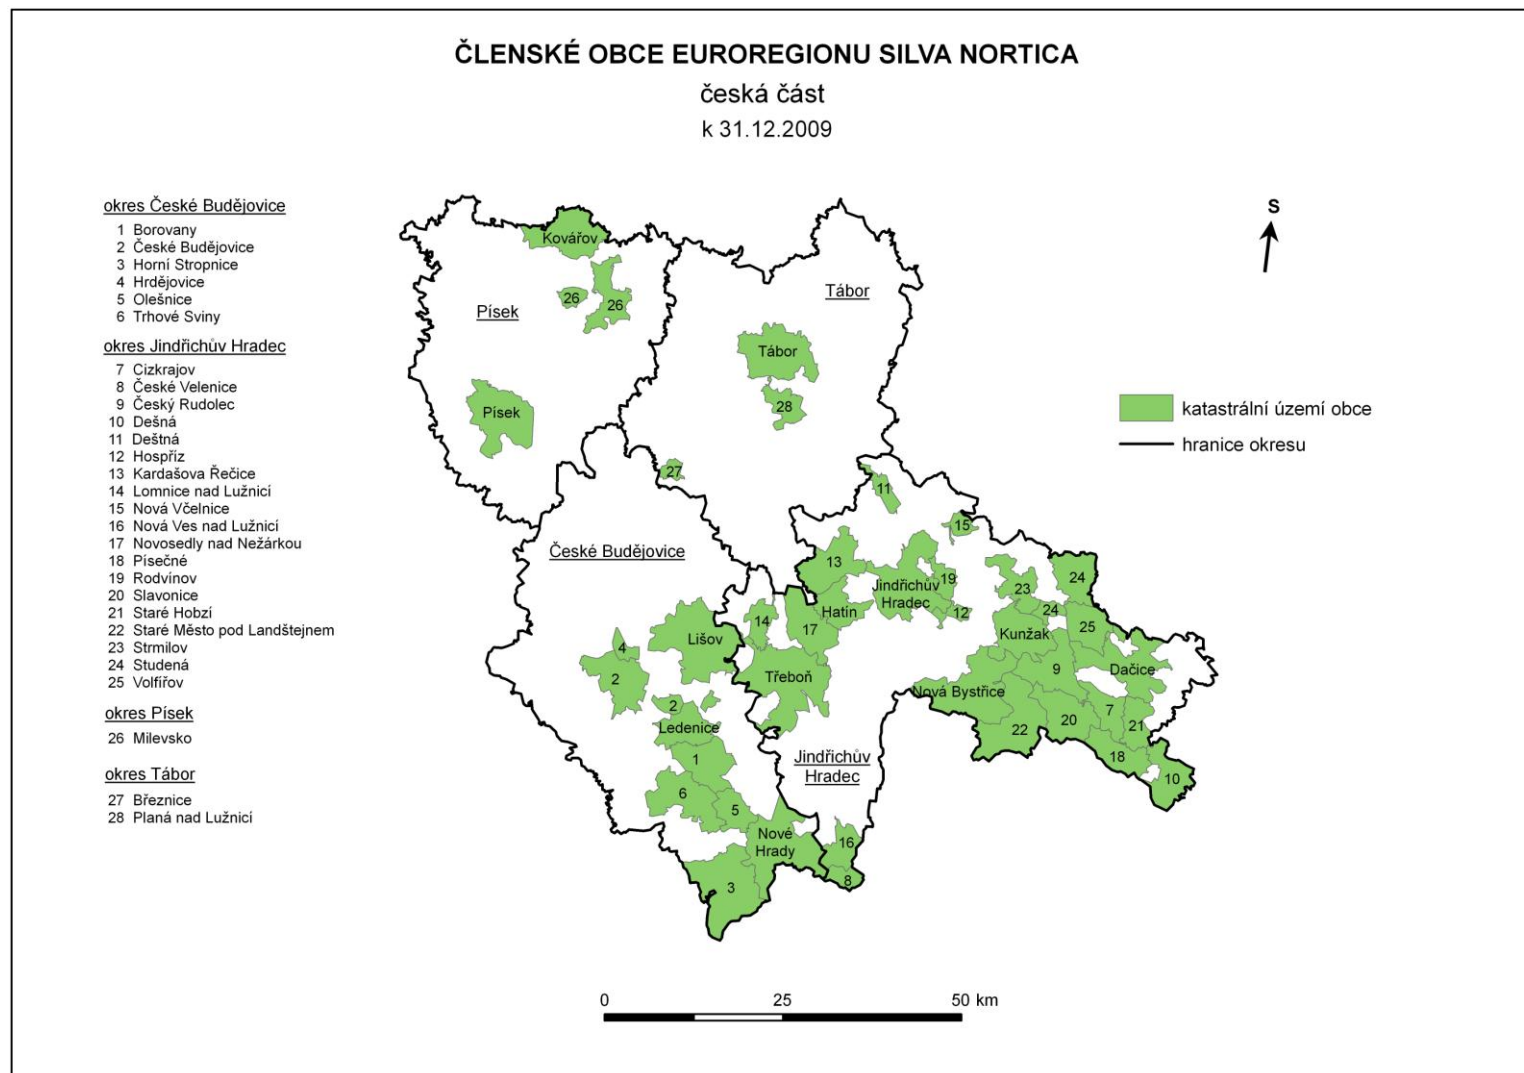 ČLENSKÉ OBCE EUROREGIONU SILVA NORTICA
česká část
k 31.12.2009
okres České Budějovice
1 Borovany
2 České Budějovice
3 Horní Stropnice
4 Hrdějovice
5 Olešnice
6 Trhové Sviny
okres Jindřichův Hradec
7 Cizkrajov
8 České Velenice
9 Český Rudolec
10 Dešná
11 Deštná
12 Hospříz
13 Kardašova Řečice
14 Lomnice nad Lužnicí
15 Nová Včelnice
16 Nová Ves nad Lužnicí
17 Novosedly nad Nežárkou
18 Písečné
19 Rodvínov
20 Slavonice
21 Staré Hobzí
22 Staré Město pod Landštejnem
23 Strmilov
24 Studená
25 Volfířov
okres Písek
26 Milevsko
okres Tábor
27 Březnice
28 Planá nad Lužnicí
S
Kovářov
26
26
Písek
Tábor
Tábor
Písek
28
27
11
15
České Budějovice
13
Jindřichův
Hradec
19
23
24
24
12
Hatín
14
17
Lišov
4
Kunžak
25
2
Třeboň
9
Dačice
Nová Bystřice
2
Ledenice
7
20
21
22
1
Jindřichův
Hradec
18
10
6
5
Nové
Hrady
16
8
3
katastrální území obce
hranice okresu
0
25
50 km